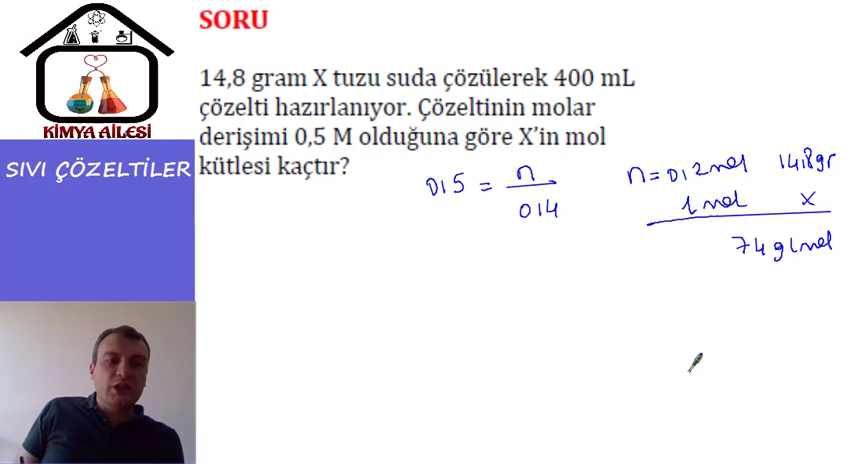 SORU
14,8 gram X tuzu suda çözülerek 400 mL
çözelti hazırlanıyor. Çözeltinin molar
derişimi 0,5 M olduğuna göre X'in mol
kütlesi kaçtır?
KİMYA AİLESİ
SIVI ÇÖZELTİLER
0,5 = n
0,4
n = 0,2 mol 14,8 gr
1 mol x
74 g/mol